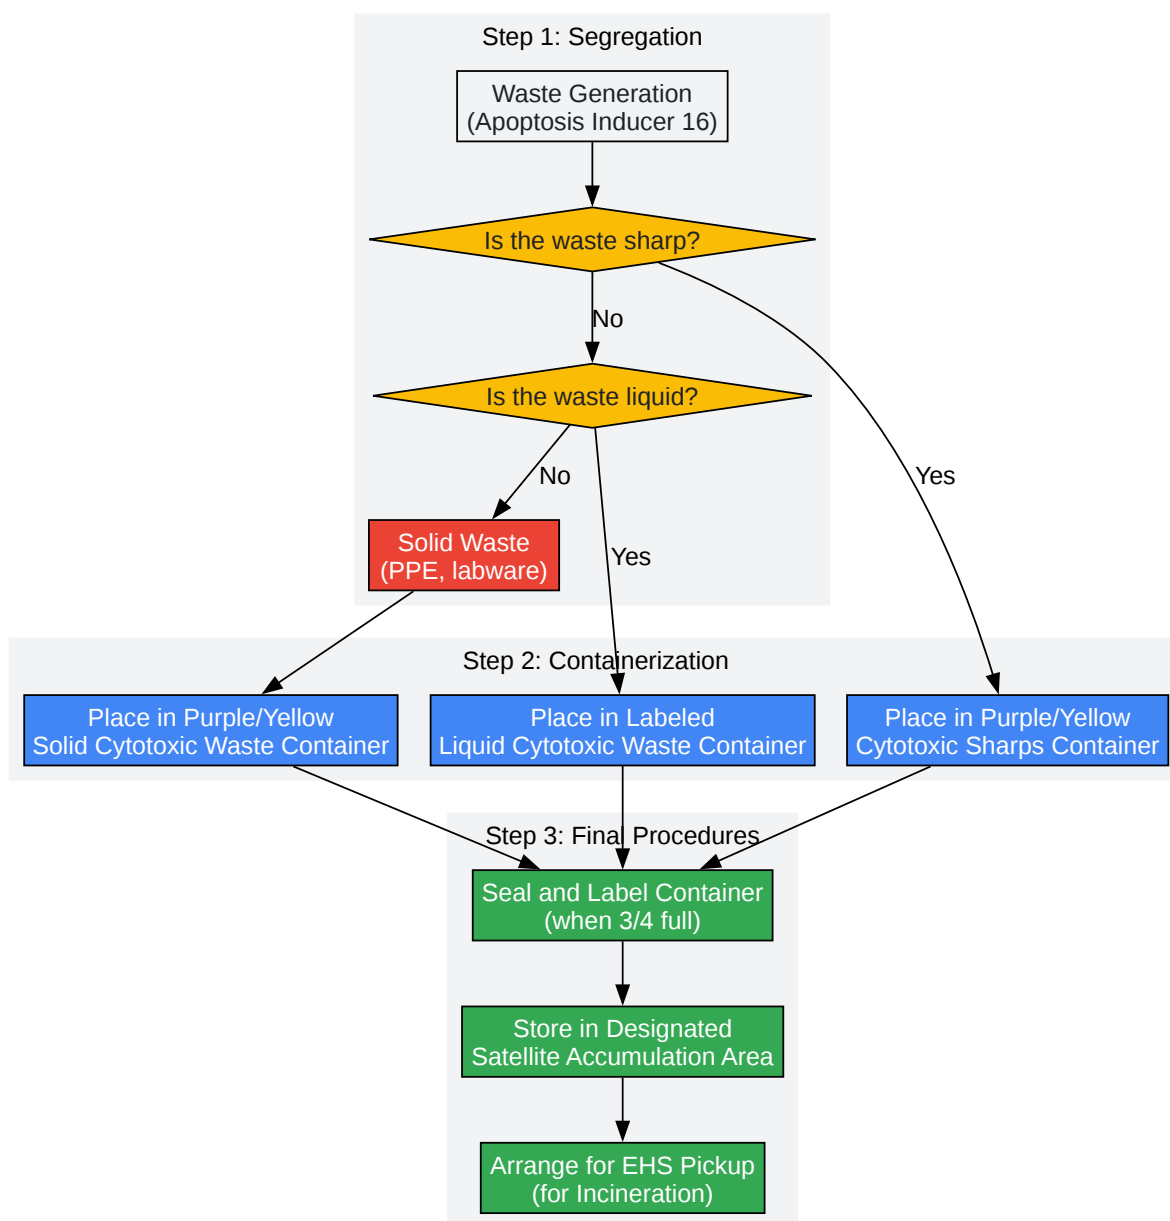 Step 1: Segregation
Waste Generation
(Apoptosis Inducer 16)
Is the waste sharp?
No
Is the waste liquid?
No
Yes
Yes
Solid Waste
(PPE, labware)
Step 2: Containerization
Place in Purple/Yellow
Solid Cytotoxic Waste Container
Place in Labeled
Liquid Cytotoxic Waste Container
Place in Purple/Yellow
Cytotoxic Sharps Container
Step 3: Final Procedures
Seal and Label Container
(when 3/4 full)
Store in Designated
Satellite Accumulation Area
Arrange for EHS Pickup
(for Incineration)